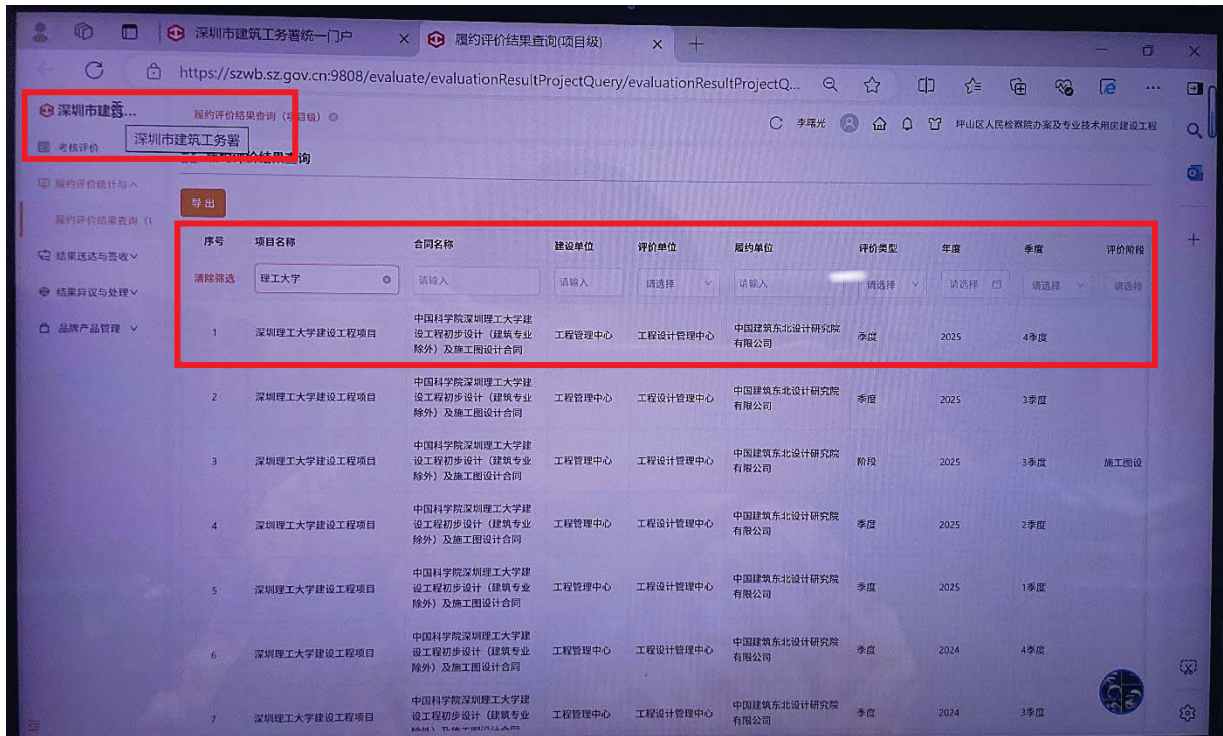 深圳市建筑工务署统一门户
履约评价结果查询(项目级)
https://szwb.sz.gov.cn:9808/evaluate/evaluationResultProjectQuery/evaluationResultProjectQ...
深圳市建筑...
履约评价结果查询（项目级）
李曙光
坪山区人民检察院办案及专业技术用房建设工程
考核评价
深圳市建筑工务署
结果查询
履约评价统计与
导出
履约评价结果查询（1
结果送达与签收
结果异议与处理
品牌产品管理
序号 项目名称 合同名称 建设单位 评价单位 履约单位 评价类型 年度 季度 评价阶段
清除筛选 理工大学 请输入 请输入 请选择 请输入 请选择 请选择 请选择 请选择
1 深圳理工大学建设工程项目 中国科学院深圳理工大学建
设工程初步设计（建筑专业
除外）及施工图设计合同 工程管理中心 工程设计管理中心 中国建筑东北设计研究院
有限公司 季度 2025 4季度
2 深圳理工大学建设工程项目 中国科学院深圳理工大学建
设工程初步设计（建筑专业
除外）及施工图设计合同 工程管理中心 工程设计管理中心 中国建筑东北设计研究院
有限公司 季度 2025 3季度
3 深圳理工大学建设工程项目 中国科学院深圳理工大学建
设工程初步设计（建筑专业
除外）及施工图设计合同 工程管理中心 工程设计管理中心 中国建筑东北设计研究院
有限公司 阶段 2025 3季度 施工图设
4 深圳理工大学建设工程项目 中国科学院深圳理工大学建
设工程初步设计（建筑专业
除外）及施工图设计合同 工程管理中心 工程设计管理中心 中国建筑东北设计研究院
有限公司 季度 2025 2季度
5 深圳理工大学建设工程项目 中国科学院深圳理工大学建
设工程初步设计（建筑专业
除外）及施工图设计合同 工程管理中心 工程设计管理中心 中国建筑东北设计研究院
有限公司 季度 2025 1季度
6 深圳理工大学建设工程项目 中国科学院深圳理工大学建
设工程初步设计（建筑专业
除外）及施工图设计合同 工程管理中心 工程设计管理中心 中国建筑东北设计研究院
有限公司 季度 2024 4季度
7 深圳理工大学建设工程项目 中国科学院深圳理工大学建
设工程初步设计（建筑专业 工程管理中心 工程设计管理中心 中国建筑东北设计研究院
有限公司 季度 2024 3季度